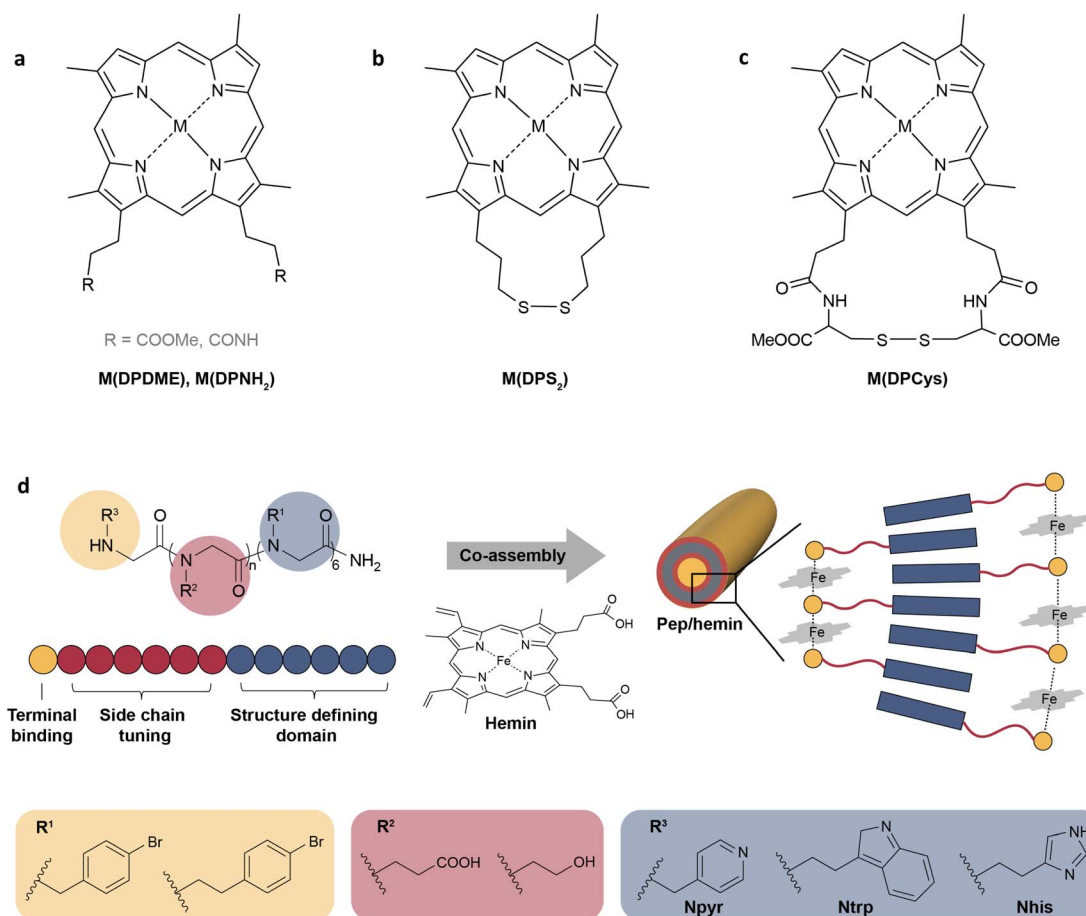 a
N
N
M
N
N
R
R
R = COOMe, CONH
M(DPDME), M(DPNH₂)
b
N
N
M
N
N
S
S
M(DPS₂)
c
N
N
M
N
N
O
NH
NH
O
MeOOC
S
S
COOMe
M(DPCys)
d
R³
HN
O
N
R²
n
O
R¹
N
O
6
NH₂
Terminal
binding
Side chain
tuning
Structure defining
domain
Co-assembly
O
OH
N
N
Fe
N
N
O
OH
Hemin
Pep/hemin
Fe
Fe
Fe
Fe
Fe
R¹
Br
Br
R²
COOH
OH
R³
N
Npyr
N
Ntrp
NH
N
Nhis